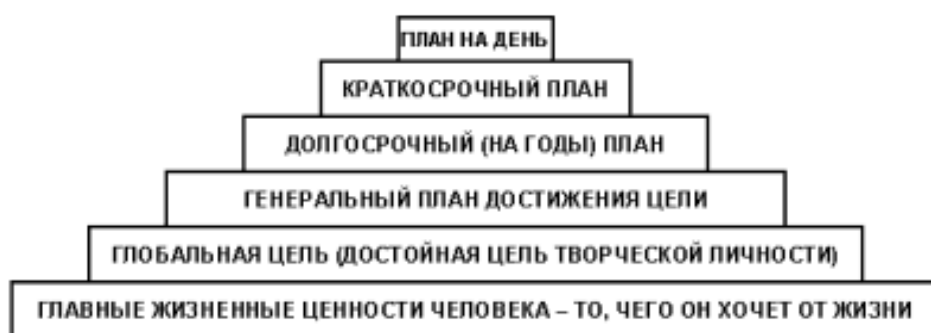 ПЛАН НА ДЕНЬ
КРАТКОСРОЧНЫЙ ПЛАН
ДОЛГОСРОЧНЫЙ (НА ГОДЫ) ПЛАН
ГЕНЕРАЛЬНЫЙ ПЛАН ДОСТИЖЕНИЯ ЦЕЛИ
ГЛОБАЛЬНАЯ ЦЕЛЬ (ДОСТОЙНАЯ ЦЕЛЬ ТВОРЧЕСКОЙ ЛИЧНОСТИ)
ГЛАВНЫЕ ЖИЗНЕННЫЕ ЦЕННОСТИ ЧЕЛОВЕКА – ТО, ЧЕГО ОН ХОЧЕТ ОТ ЖИЗНИ